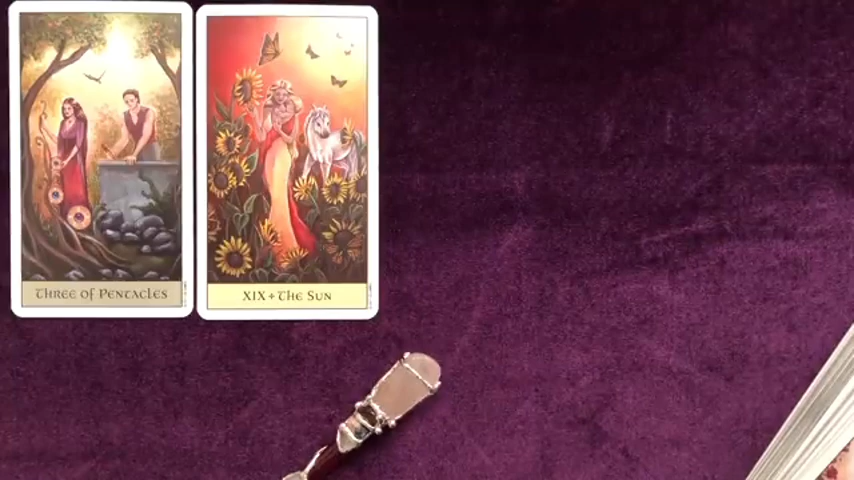 Three of Pentacles
XIX + The Sun